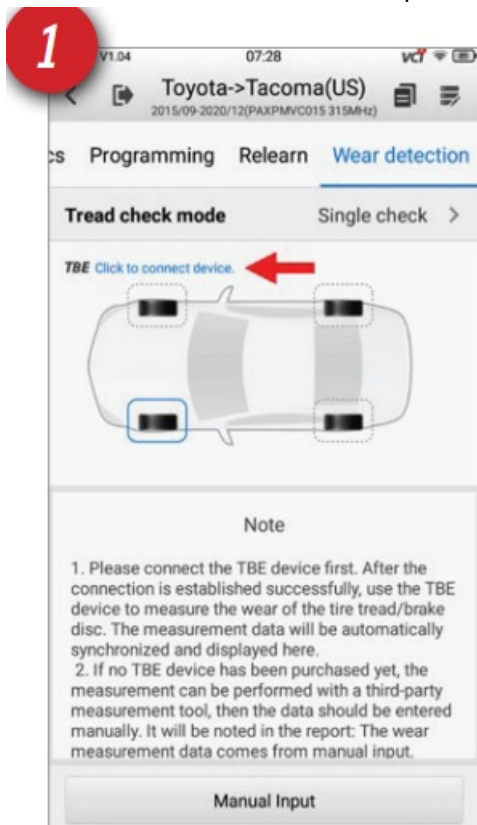 1
V1.04 07:28 VCI
Toyota->Tacoma(US)
2015/09-2020/12(PAXPMVC015 315MHz)
cs Programming Relearn Wear detection
Tread check mode Single check >
TBE Click to connect device.
Note
1. Please connect the TBE device first. After the
connection is established successfully, use the TBE
device to measure the wear of the tire tread/brake
disc. The measurement data will be automatically
synchronized and displayed here.
2. If no TBE device has been purchased yet, the
measurement can be performed with a third-party
measurement tool, then the data should be entered
manually. It will be noted in the report: The wear
measurement data comes from manual input.
Manual Input